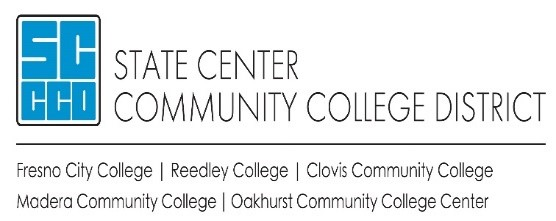 SC
CCD
STATE CENTER
COMMUNITY COLLEGE DISTRICT
Fresno City College | Reedley College | Clovis Community College
Madera Community College | Oakhurst Community College Center